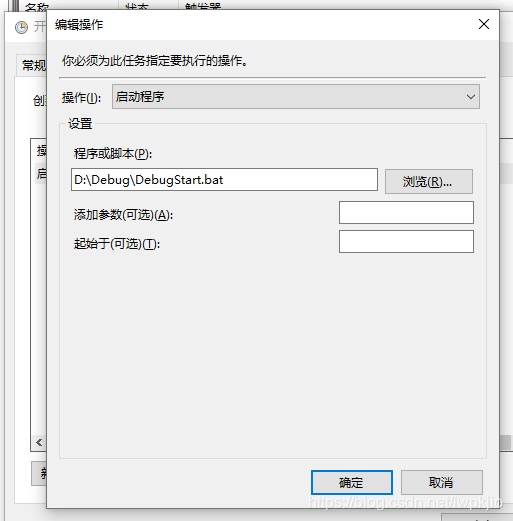 名称 状态 触发器
开
编辑操作
常规
你必须为此任务指定要执行的操作。
操作(I): 启动程序
创建
设置
程序或脚本(P):
D:\Debug\DebugStart.bat 浏览(R)...
添加参数(可选)(A):
起始于(可选)(T):
确定 取消
https://blog.csdn.net/lwpkjio